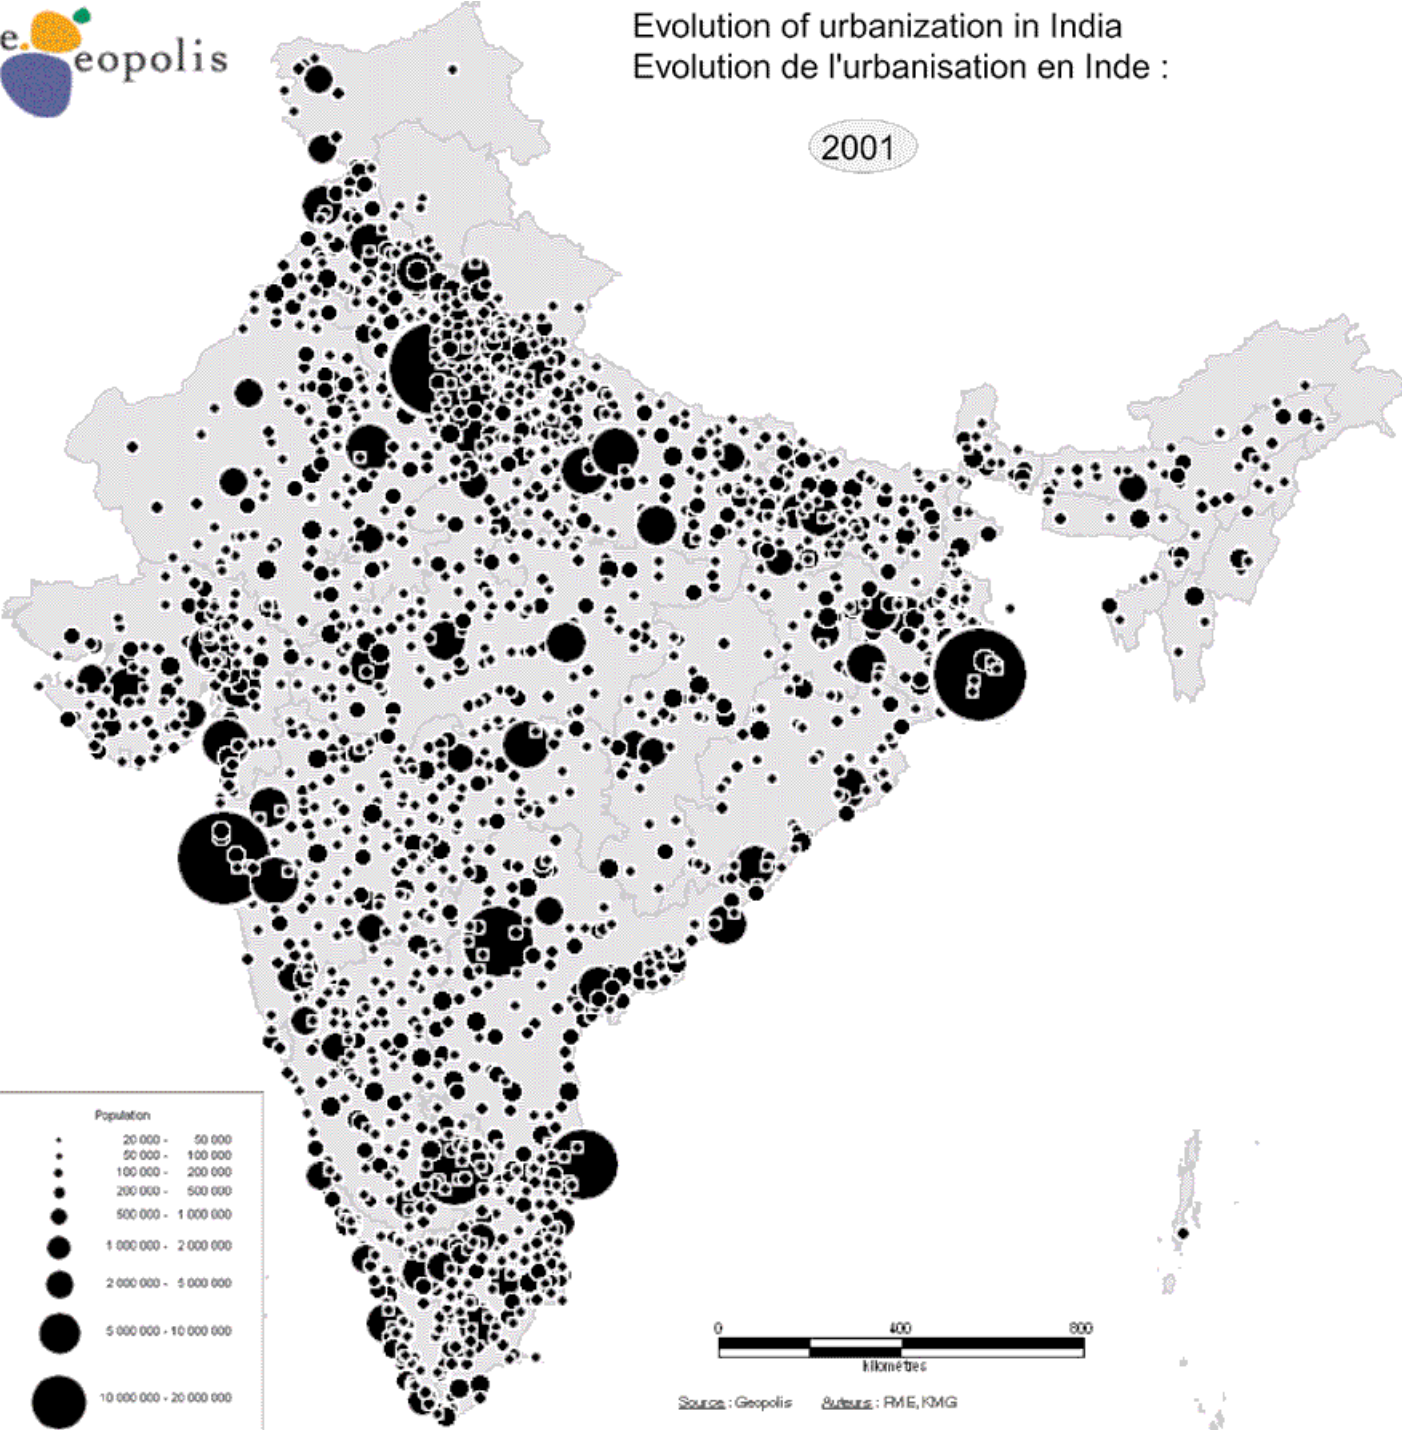 e.
eopolis
Evolution of urbanization in India
Evolution de l'urbanisation en Inde :
2001
Population
20 000 - 50 000
50 000 - 100 000
100 000 - 200 000
200 000 - 500 000
500 000 - 1 000 000
1 000 000 - 2 000 000
2 000 000 - 5 000 000
5 000 000 - 10 000 000
10 000 000 - 20 000 000
0 400 800
kilometres
Source : Geopolis Auteurs : FME, KMG